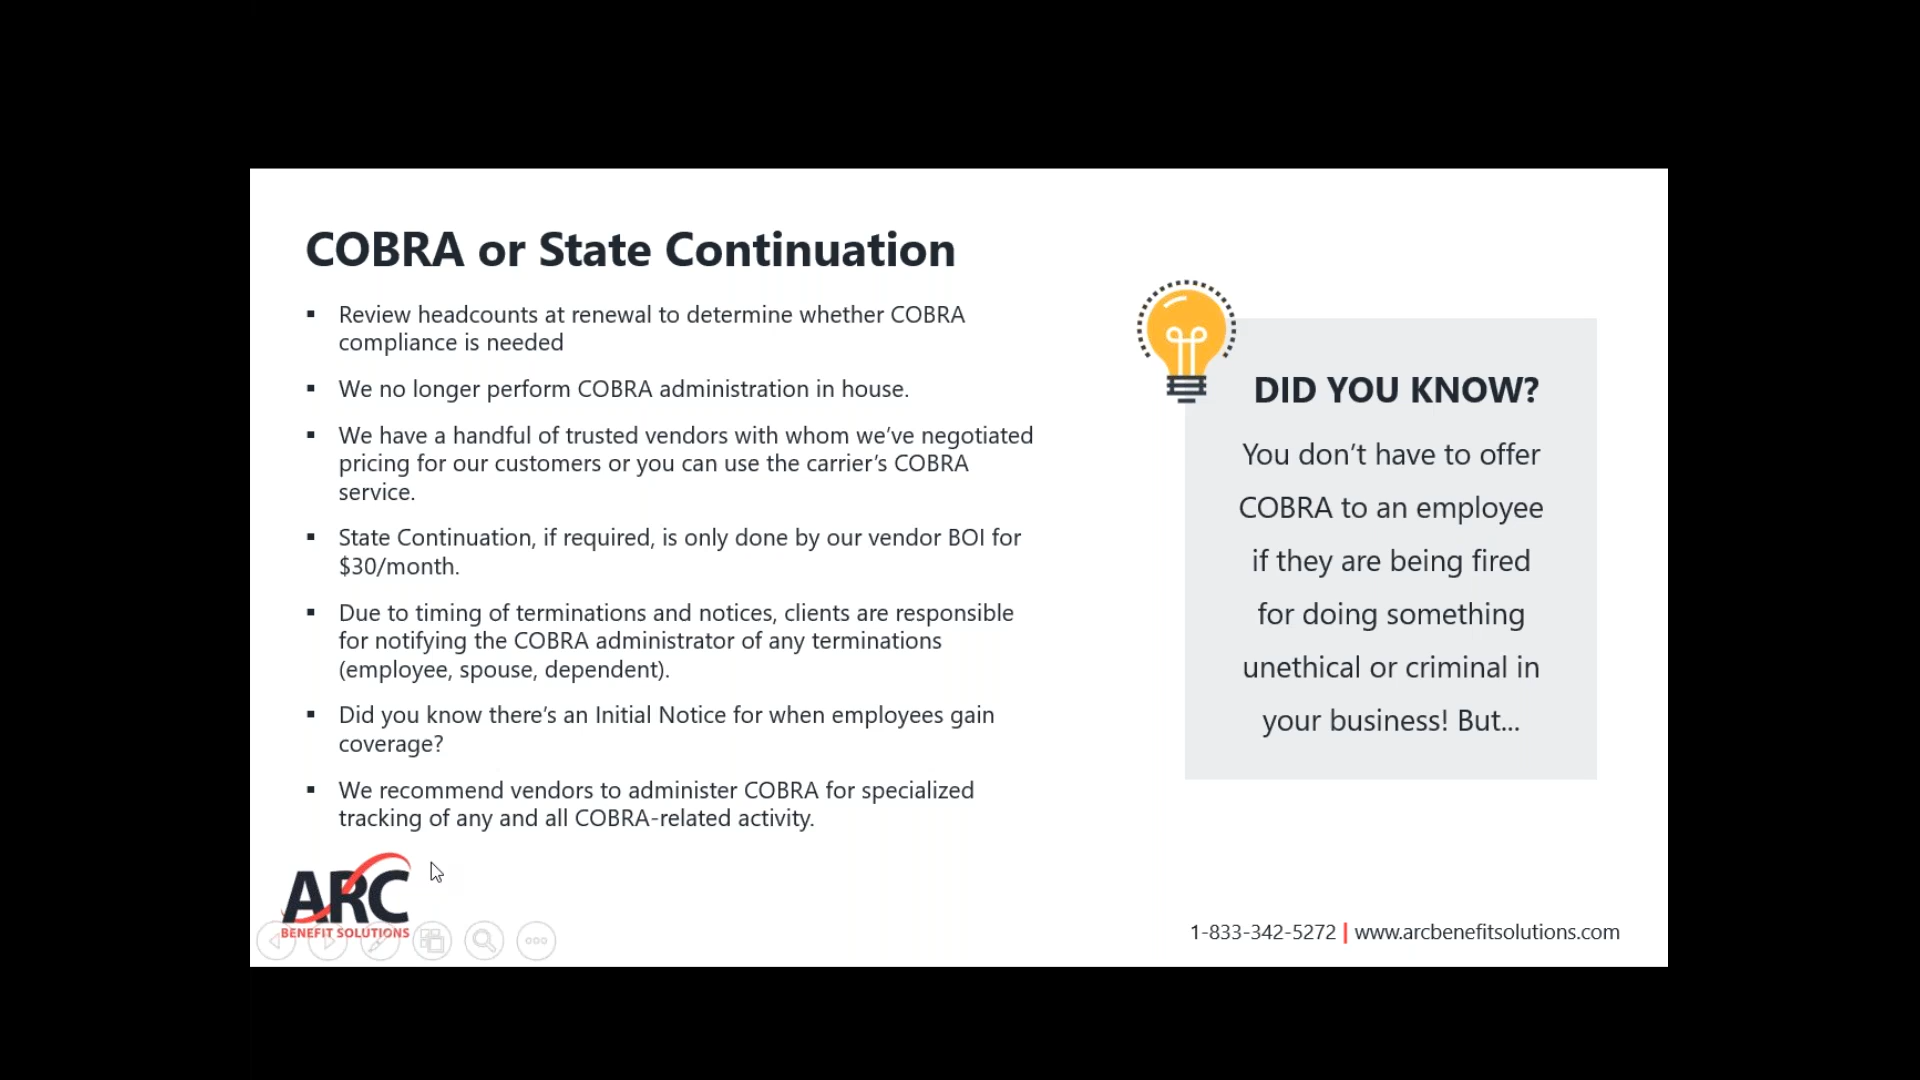 COBRA or State Continuation
▪ Review headcounts at renewal to determine whether COBRA
compliance is needed
▪ We no longer perform COBRA administration in house.
▪ We have a handful of trusted vendors with whom we’ve negotiated
pricing for our customers or you can use the carrier’s COBRA
service.
▪ State Continuation, if required, is only done by our vendor BOI for
$30/month.
▪ Due to timing of terminations and notices, clients are responsible
for notifying the COBRA administrator of any terminations
(employee, spouse, dependent).
▪ Did you know there’s an Initial Notice for when employees gain
coverage?
▪ We recommend vendors to administer COBRA for specialized
tracking of any and all COBRA-related activity.
DID YOU KNOW?
You don’t have to offer
COBRA to an employee
if they are being fired
for doing something
unethical or criminal in
your business! But...
ARC
BENEFIT SOLUTIONS
1-833-342-5272 | www.arcbenefitsolutions.com